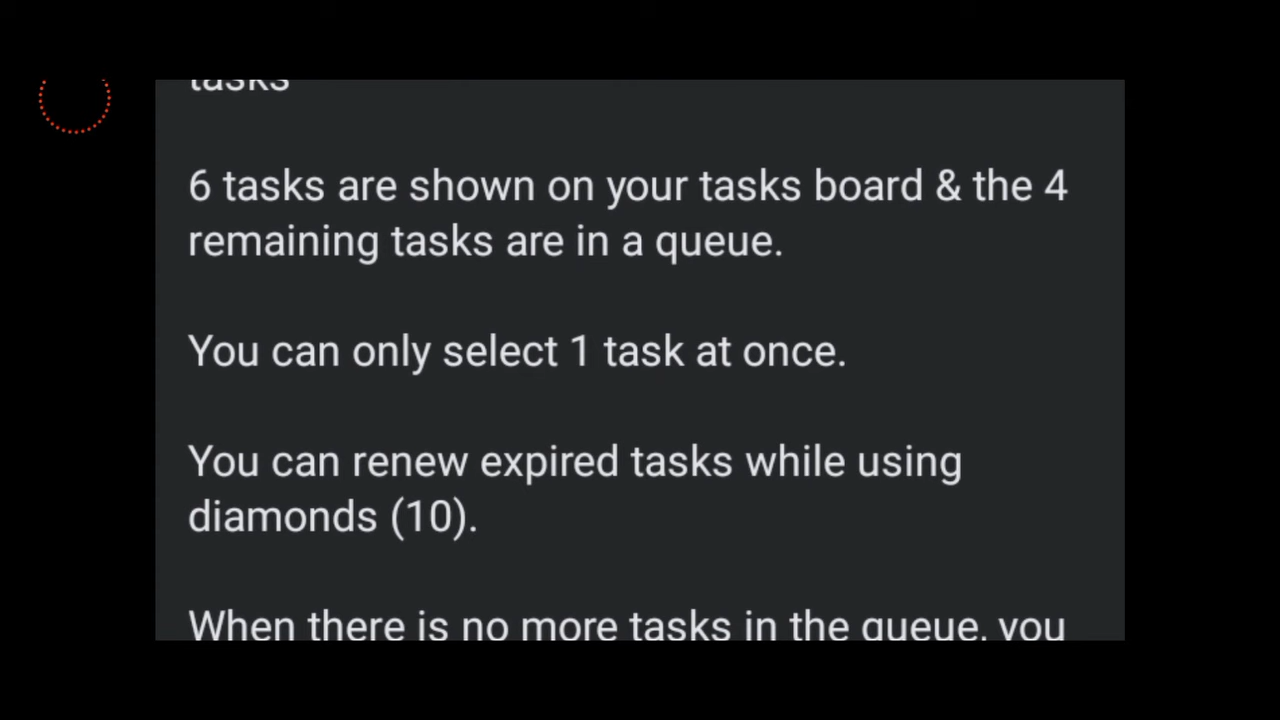 tasks
6 tasks are shown on your tasks board & the 4
remaining tasks are in a queue.
You can only select 1 task at once.
You can renew expired tasks while using
diamonds (10).
When there is no more tasks in the queue, you